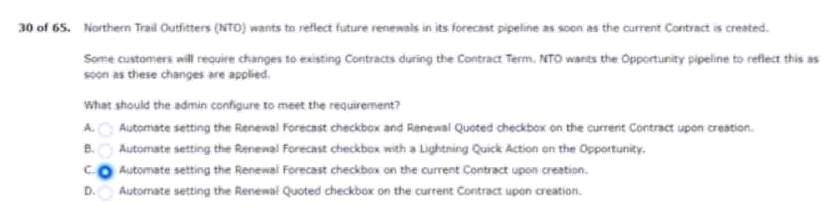 30 of 65. Northern Trail Outfitters (NTO) wants to reflect future renewals in its forecast pipeline as soon as the current Contract is created.
Some customers will require changes to existing Contracts during the Contract Term. NTO wants the Opportunity pipeline to reflect this as
soon as these changes are applied.
What should the admin configure to meet the requirement?
A. Automate setting the Renewal Forecast checkbox and Renewal Quoted checkbox on the current Contract upon creation.
B. Automate setting the Renewal Forecast checkbox with a Lightning Quick Action on the Opportunity.
C. Automate setting the Renewal Forecast checkbox on the current Contract upon creation.
D. Automate setting the Renewal Quoted checkbox on the current Contract upon creation.